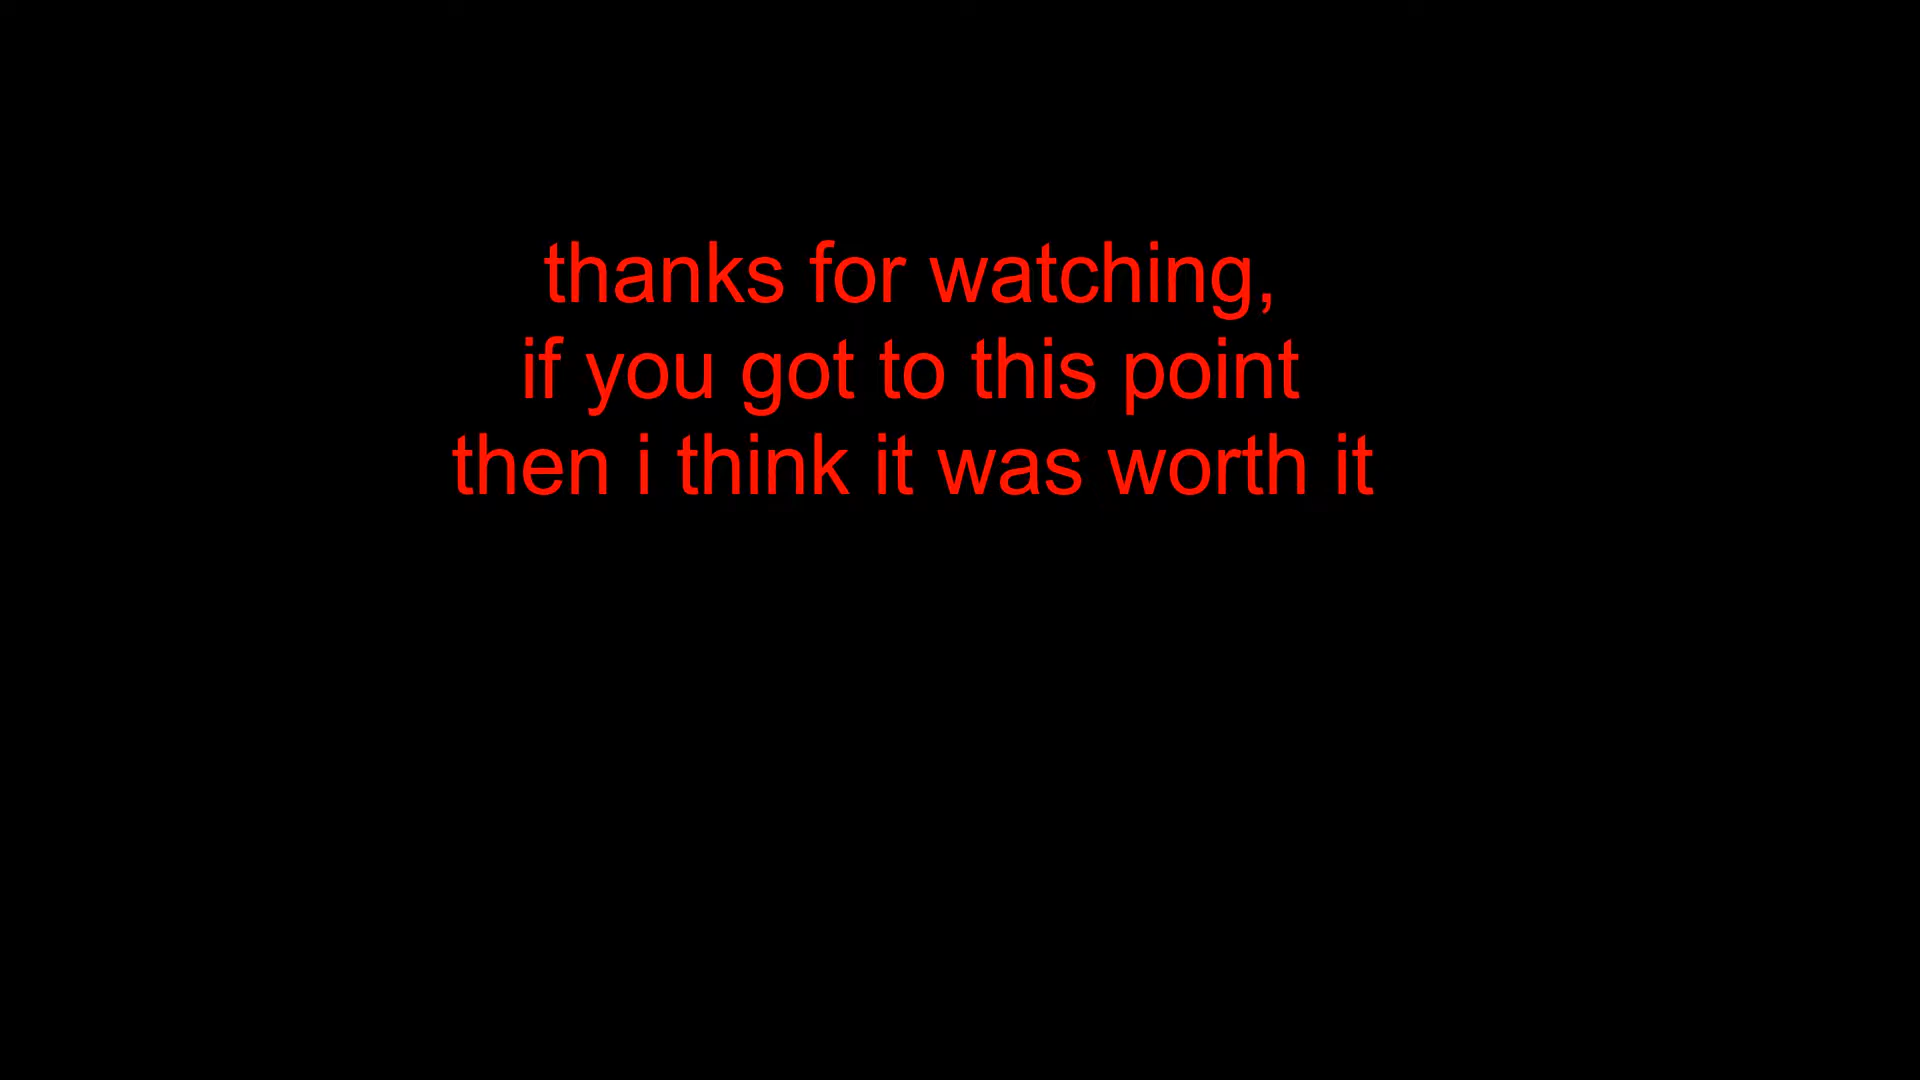 thanks for watching,
if you got to this point
then i think it was worth it